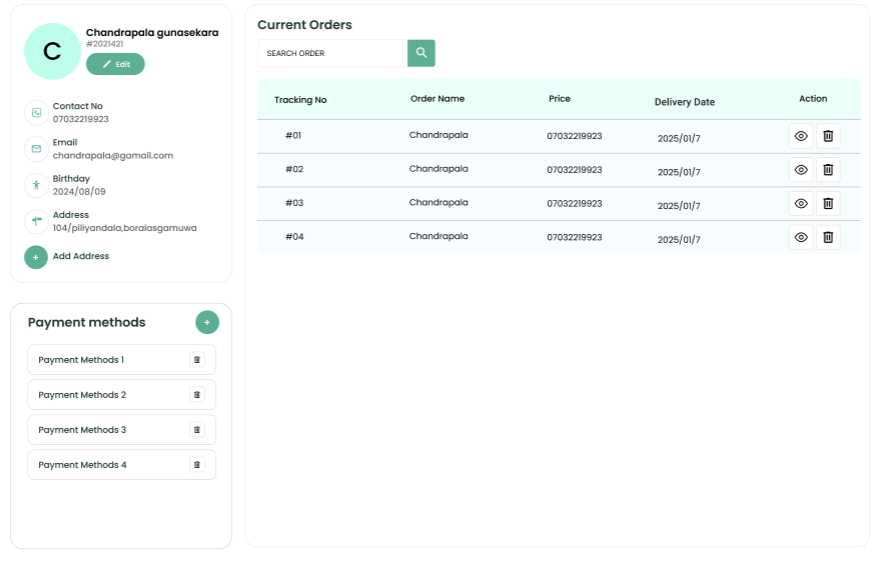 C
Chandrapala gunasekara
#2021421
Edit
Contact No
07032219923
Email
chandrapala@gamail.com
Birthday
2024/08/09
Address
104/piliyandala,boralasgamuwa
+ Add Address
Payment methods +
Payment Methods 1
Payment Methods 2
Payment Methods 3
Payment Methods 4
Current Orders
SEARCH ORDER
Tracking No Order Name Price Delivery Date Action
#01 Chandrapala 07032219923 2025/01/7
#02 Chandrapala 07032219923 2025/01/7
#03 Chandrapala 07032219923 2025/01/7
#04 Chandrapala 07032219923 2025/01/7